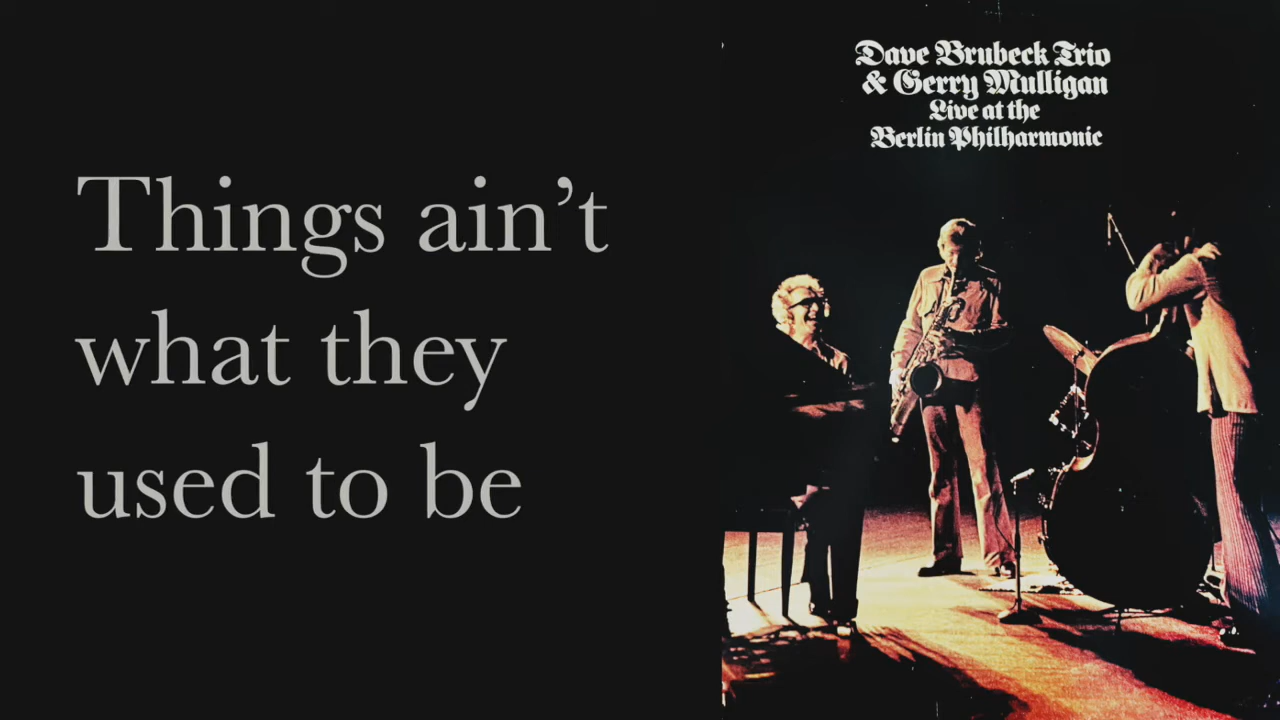 Things ain’t
what they
used to be
Dave Brubeck Trio
& Gerry Mulligan
Live at the
Berlin Philharmonic